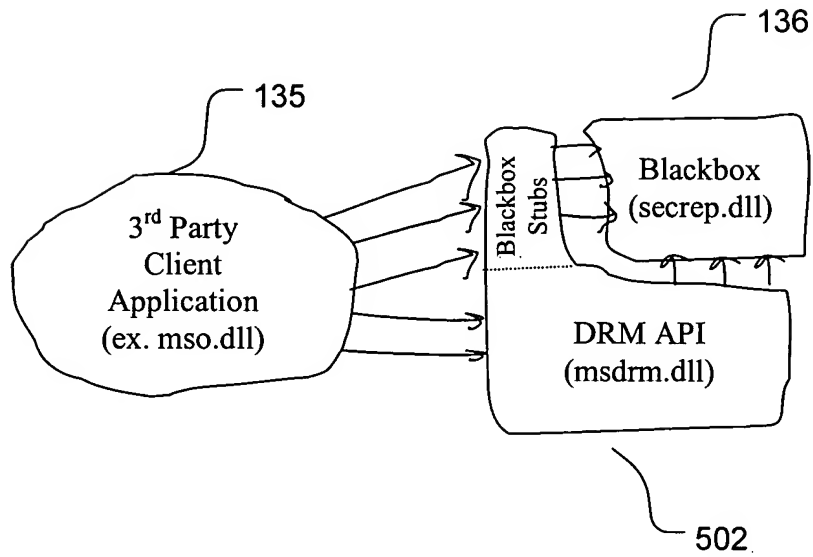 135
136
3rd Party
Client
Application
(ex. mso.dll)
Blackbox
Stubs
Blackbox
(secrep.dll)
DRM API
(msdrm.dll)
502